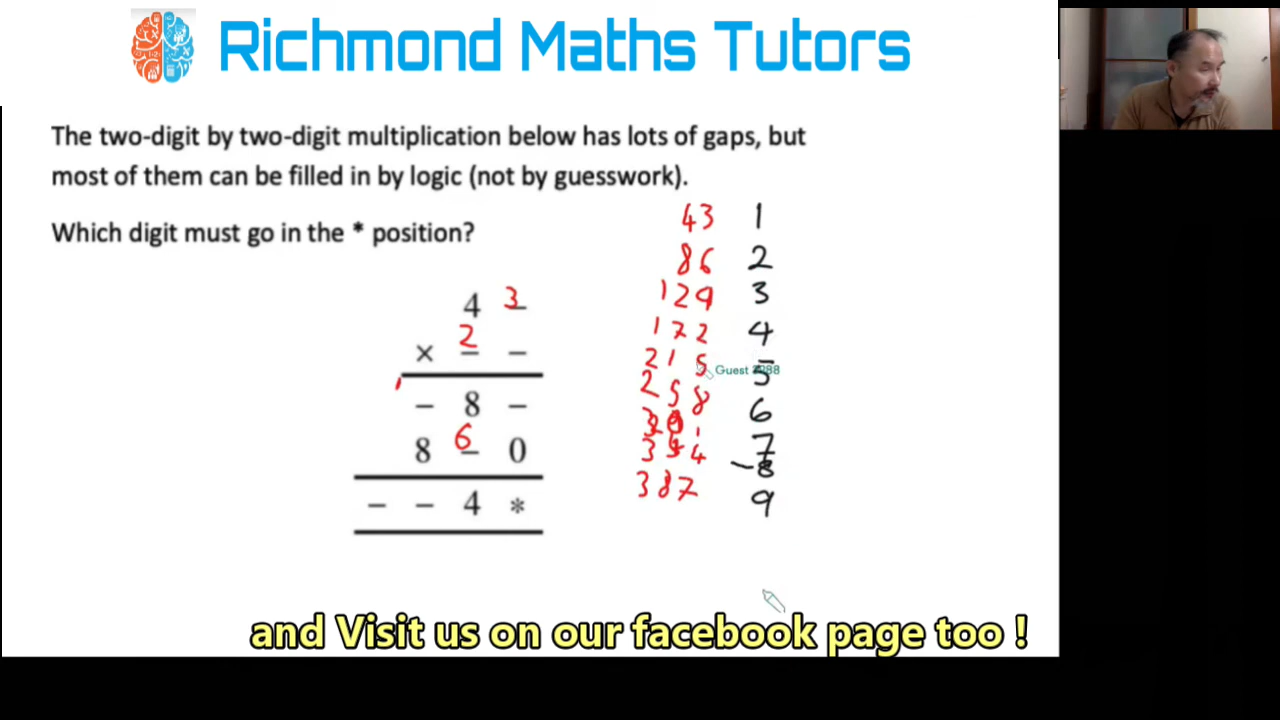 Richmond Maths Tutors
The two-digit by two-digit multiplication below has lots of gaps, but
most of them can be filled in by logic (not by guesswork).
Which digit must go in the * position?
43 1
86 2
129 3
172 4
215 5
258 6
7
8
387 9
4 3
× 2 –
– 8 –
8 6 0
– – 4 *
and Visit us on our facebook page too !